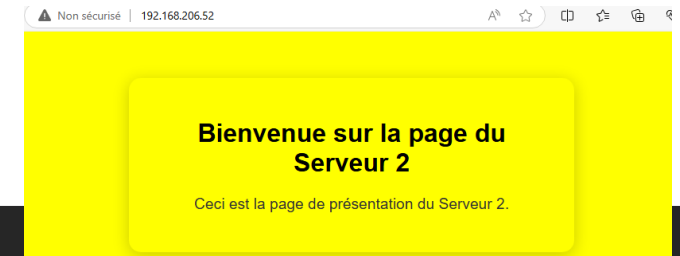 Non sécurisé | 192.168.206.52
Bienvenue sur la page du
Serveur 2
Ceci est la page de présentation du Serveur 2.